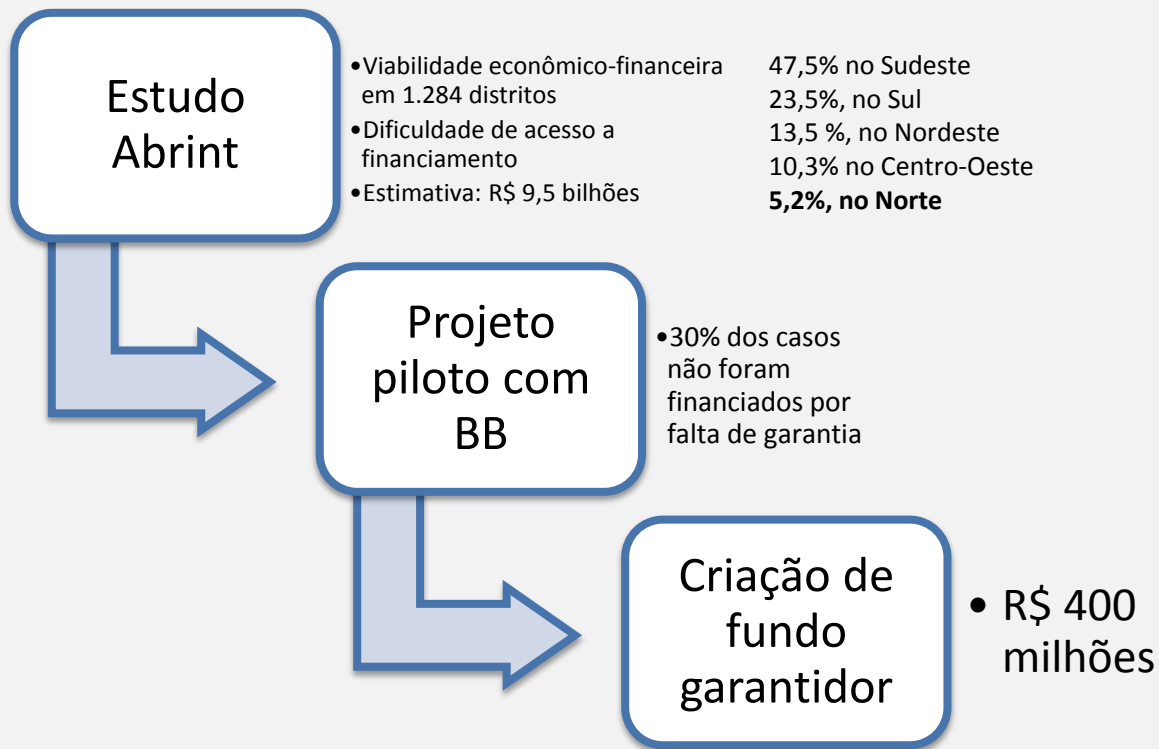 Estudo
Abrint
•Viabilidade econômico-financeira
em 1.284 distritos
•Dificuldade de acesso a
financiamento
•Estimativa: R$ 9,5 bilhões
47,5% no Sudeste
23,5%, no Sul
13,5 %, no Nordeste
10,3% no Centro-Oeste
5,2%, no Norte
Projeto
piloto com
BB
•30% dos casos
não foram
financiados por
falta de garantia
Criação de
fundo
garantidor
• R$ 400
milhões